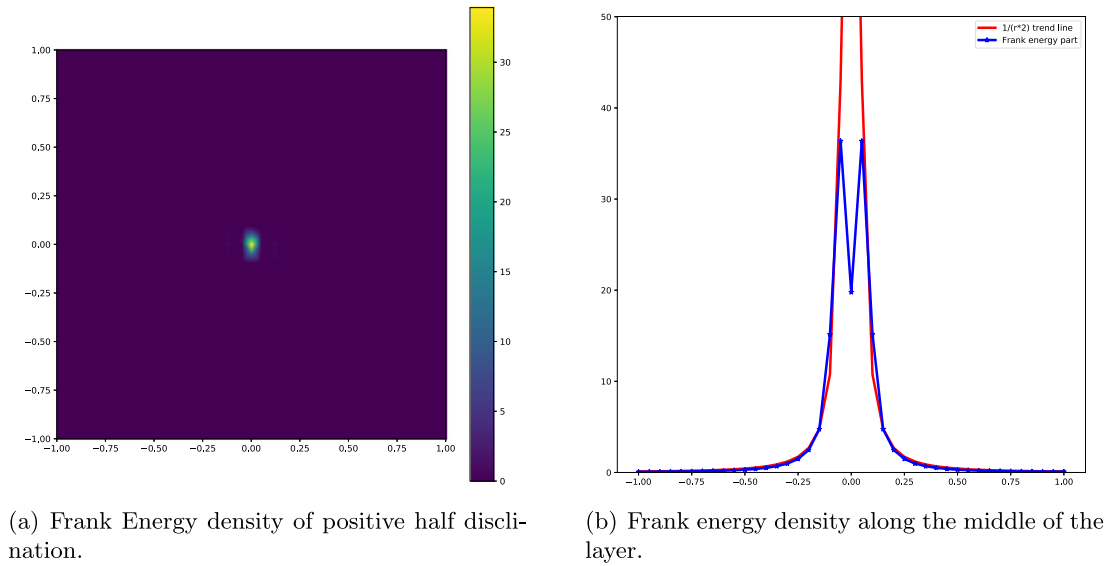 30
25
20
15
10
5
0
1.00
0.75
0.50
0.25
0.00
−0.25
−0.50
−0.75
−1.00
−1.00 −0.75 −0.50 −0.25 0.00 0.25 0.50 0.75 1.00
(a) Frank Energy density of positive half discli-
nation.
50
40
30
20
10
0
−1.00 −0.75 −0.50 −0.25 0.00 0.25 0.50 0.75 1.00
1/(r*2) trend line
Frank energy part
(b) Frank energy density along the middle of the
layer.